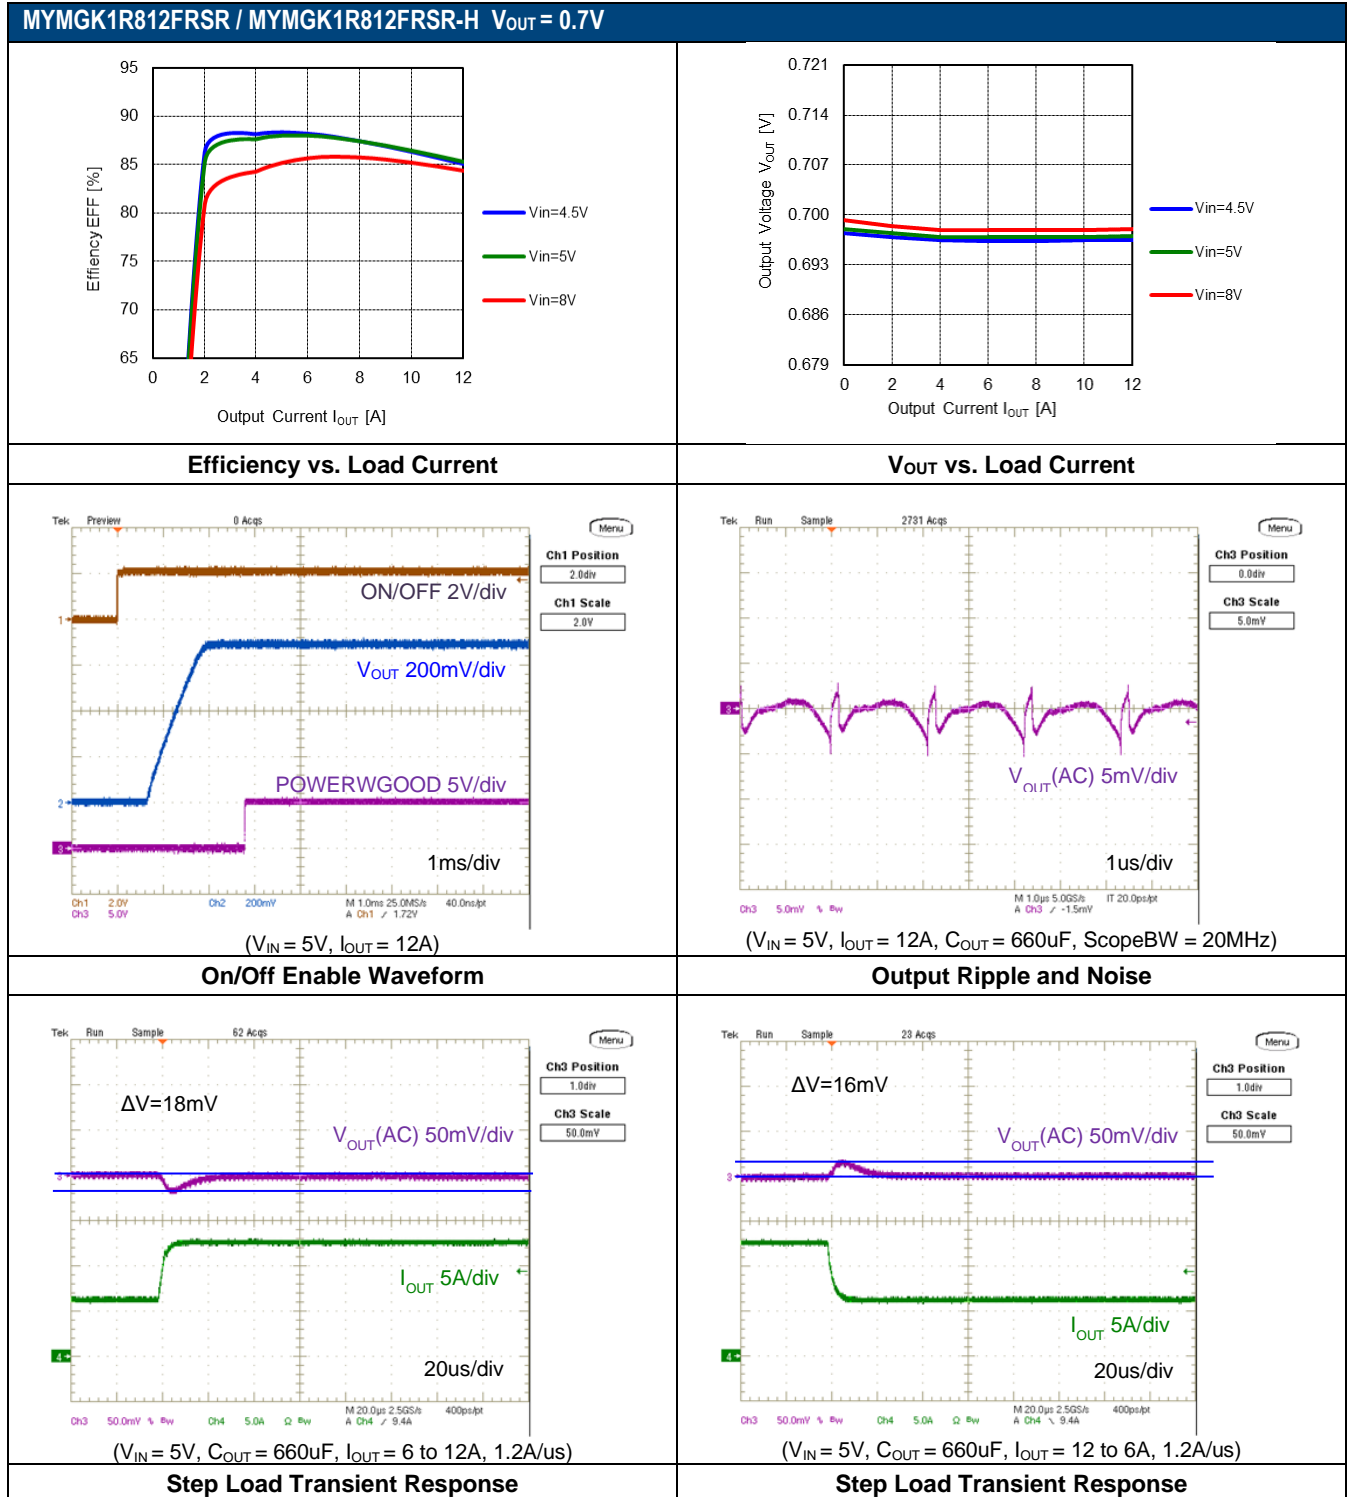 MYMGK1R812FRSR / MYMGK1R812FRSR-H VOUT = 0.7V
95
90
85
80
75
70
65
Effiency EFF [%]
0 2 4 6 8 10 12
Output Current IOUT [A]
Vin=4.5V
Vin=5V
Vin=8V
0.721
0.714
0.707
0.700
0.693
0.686
0.679
Output Voltage VOUT [V]
0 2 4 6 8 10 12
Output Current IOUT [A]
Vin=4.5V
Vin=5V
Vin=8V
Efficiency vs. Load Current
VOUT vs. Load Current
Tek Preview 0 Acqs
Menu
Ch1 Position
2.0div
Ch1 Scale
2.0V
ON/OFF 2V/div
1
VOUT 200mV/div
POWERWGOOD 5V/div
2
3
1ms/div
Ch1 2.0V Ch2 200mV M 1.0ms 25.0MS/s 40.0ns/pt
Ch3 5.0V A Ch1 / 1.72V
(VIN = 5V, IOUT = 12A)
Tek Run Sample 2731 Acqs
Menu
Ch3 Position
0.0div
Ch3 Scale
5.0mV
3
VOUT(AC) 5mV/div
1us/div
M 1.0µs 5.0GS/s IT 20.0ps/pt
Ch3 5.0mV BW A Ch3 / -1.5mV
(VIN = 5V, IOUT = 12A, COUT = 660uF, ScopeBW = 20MHz)
On/Off Enable Waveform
Output Ripple and Noise
Tek Run Sample 62 Acqs
Menu
Ch3 Position
1.0div
Ch3 Scale
50.0mV
ΔV=18mV
VOUT(AC) 50mV/div
3
IOUT 5A/div
4
20us/div
M 20.0µs 2.5GS/s 400ps/pt
Ch3 50.0mV BW Ch4 5.0A Ω BW A Ch4 / 9.4A
(VIN = 5V, COUT = 660uF, IOUT = 6 to 12A, 1.2A/us)
Tek Run Sample 23 Acqs
Menu
Ch3 Position
1.0div
Ch3 Scale
50.0mV
ΔV=16mV
VOUT(AC) 50mV/div
3
IOUT 5A/div
4
20us/div
M 20.0µs 2.5GS/s 400ps/pt
Ch3 50.0mV BW Ch4 5.0A Ω BW A Ch4 \ 9.4A
(VIN = 5V, COUT = 660uF, IOUT = 12 to 6A, 1.2A/us)
Step Load Transient Response
Step Load Transient Response